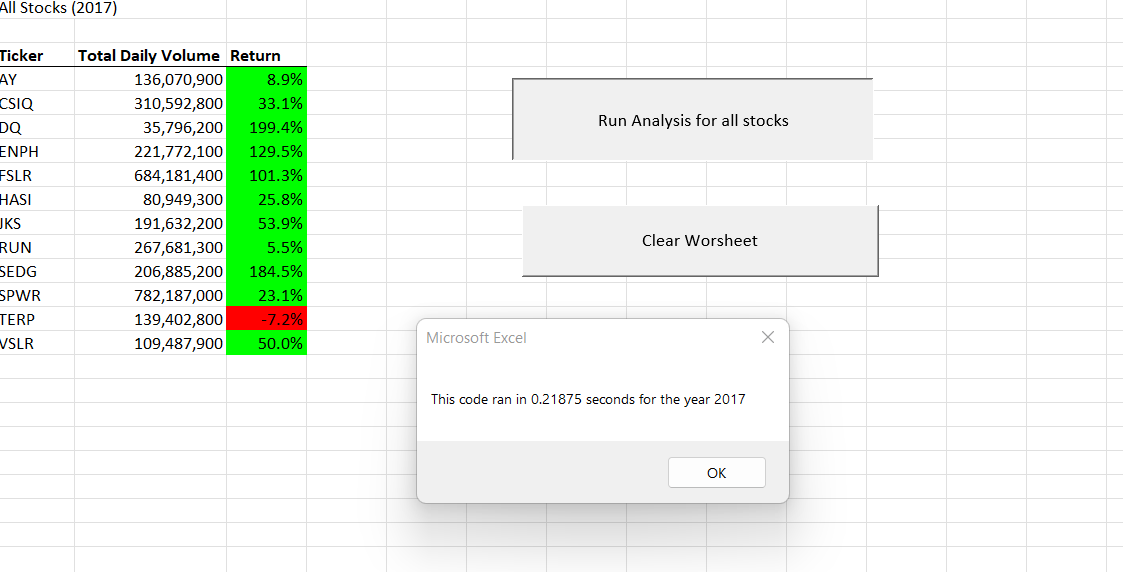 All Stocks (2017)
Ticker Total Daily Volume Return
AY 136,070,900 8.9%
CSIQ 310,592,800 33.1%
DQ 35,796,200 199.4%
ENPH 221,772,100 129.5%
FSLR 684,181,400 101.3%
HASI 80,949,300 25.8%
JKS 191,632,200 53.9%
RUN 267,681,300 5.5%
SEDG 206,885,200 184.5%
SPWR 782,187,000 23.1%
TERP 139,402,800 -7.2%
VSLR 109,487,900 50.0%
Run Analysis for all stocks
Clear Worsheet
Microsoft Excel
This code ran in 0.21875 seconds for the year 2017
OK